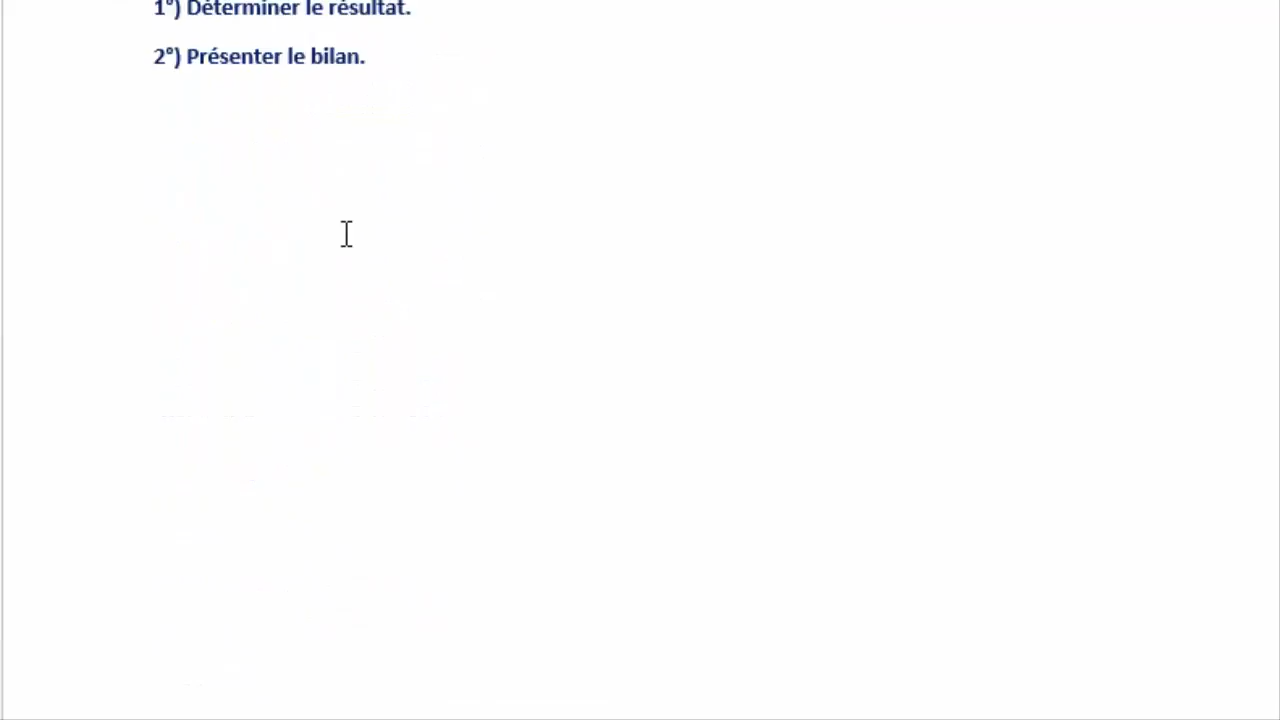 1°) Déterminer le résultat.
2°) Présenter le bilan.